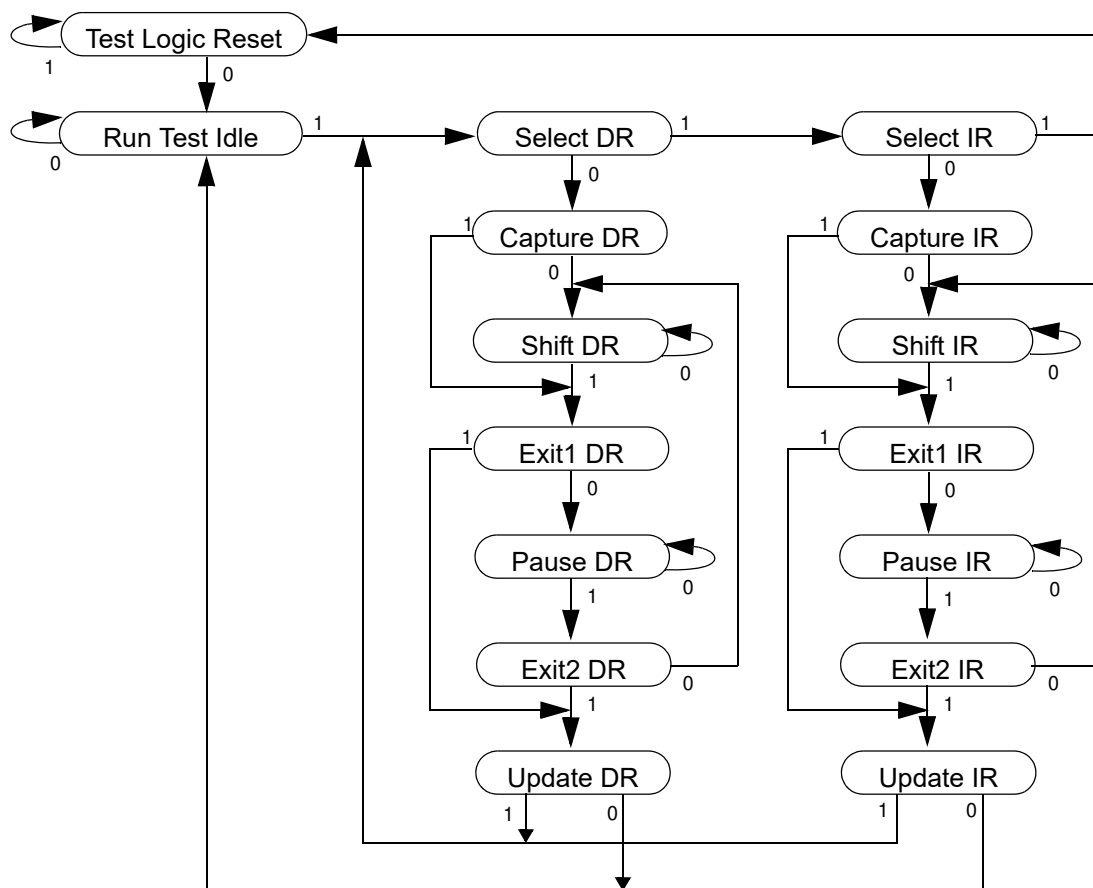 Test Logic Reset
1
0
Run Test Idle
0
1
Select DR
1
Select IR
1
0
0
1
Capture DR
1
Capture IR
0
0
Shift DR
0
Shift IR
0
1
1
1
Exit1 DR
1
Exit1 IR
0
0
Pause DR
0
Pause IR
0
1
1
Exit2 DR
0
Exit2 IR
0
1
1
Update DR
Update IR
1
0
1
0